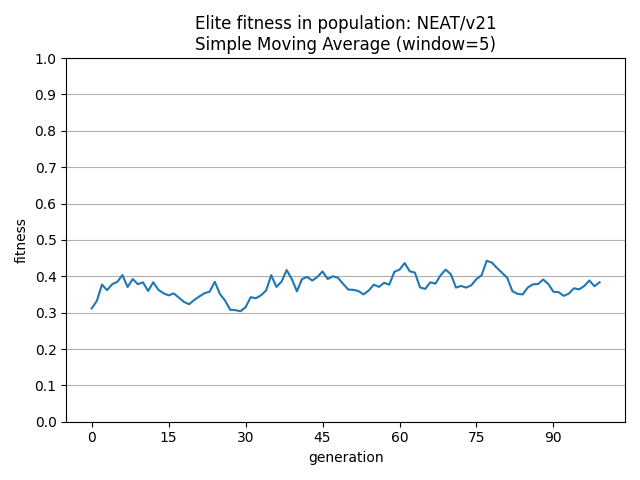 Elite fitness in population: NEAT/v21
Simple Moving Average (window=5)
1.0
0.9
0.8
0.7
0.6
0.5
0.4
0.3
0.2
0.1
0.0
fitness
0 15 30 45 60 75 90
generation